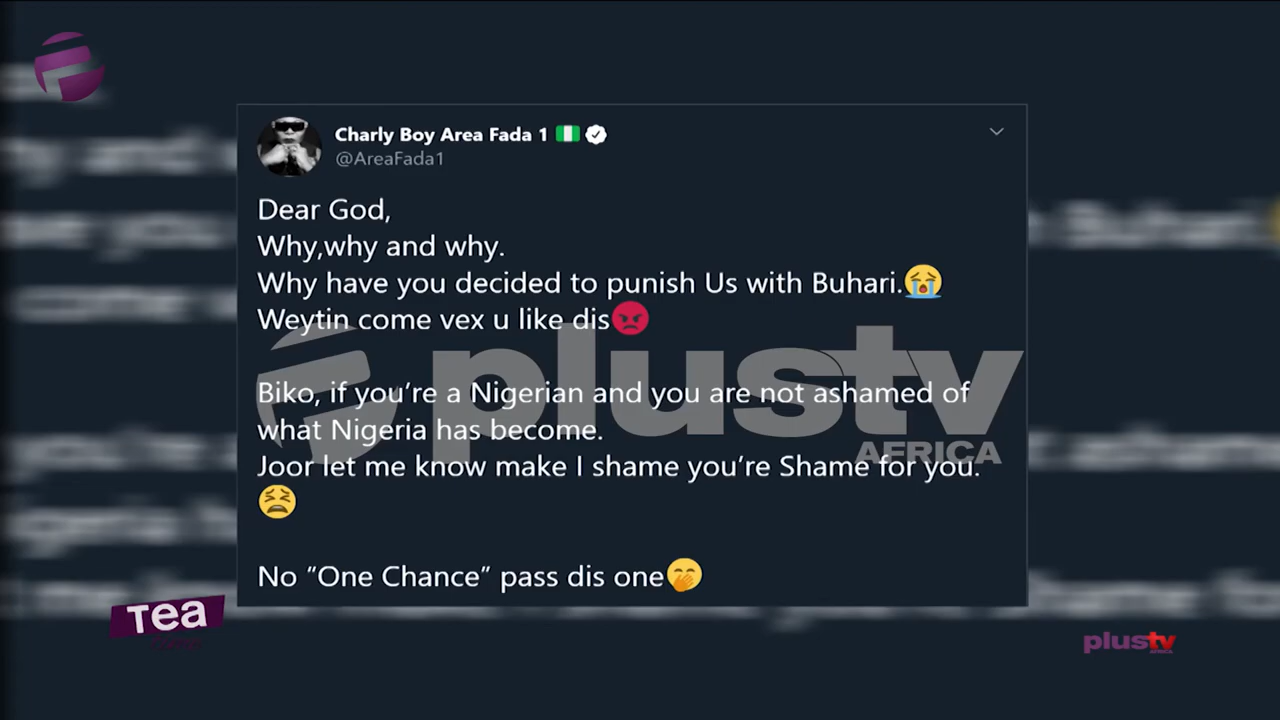 Charly Boy Area Fada 1
@AreaFada1
Dear God,
Why,why and why.
Why have you decided to punish Us with Buhari.😭
Weytin come vex u like dis😡
Biko, if you're a Nigerian and you are not ashamed of
what Nigeria has become.
Joor let me know make I shame you're Shame for you.
😫
No "One Chance" pass dis one🤭
plustv
AFRICA
Tea
plustv
AFRICA